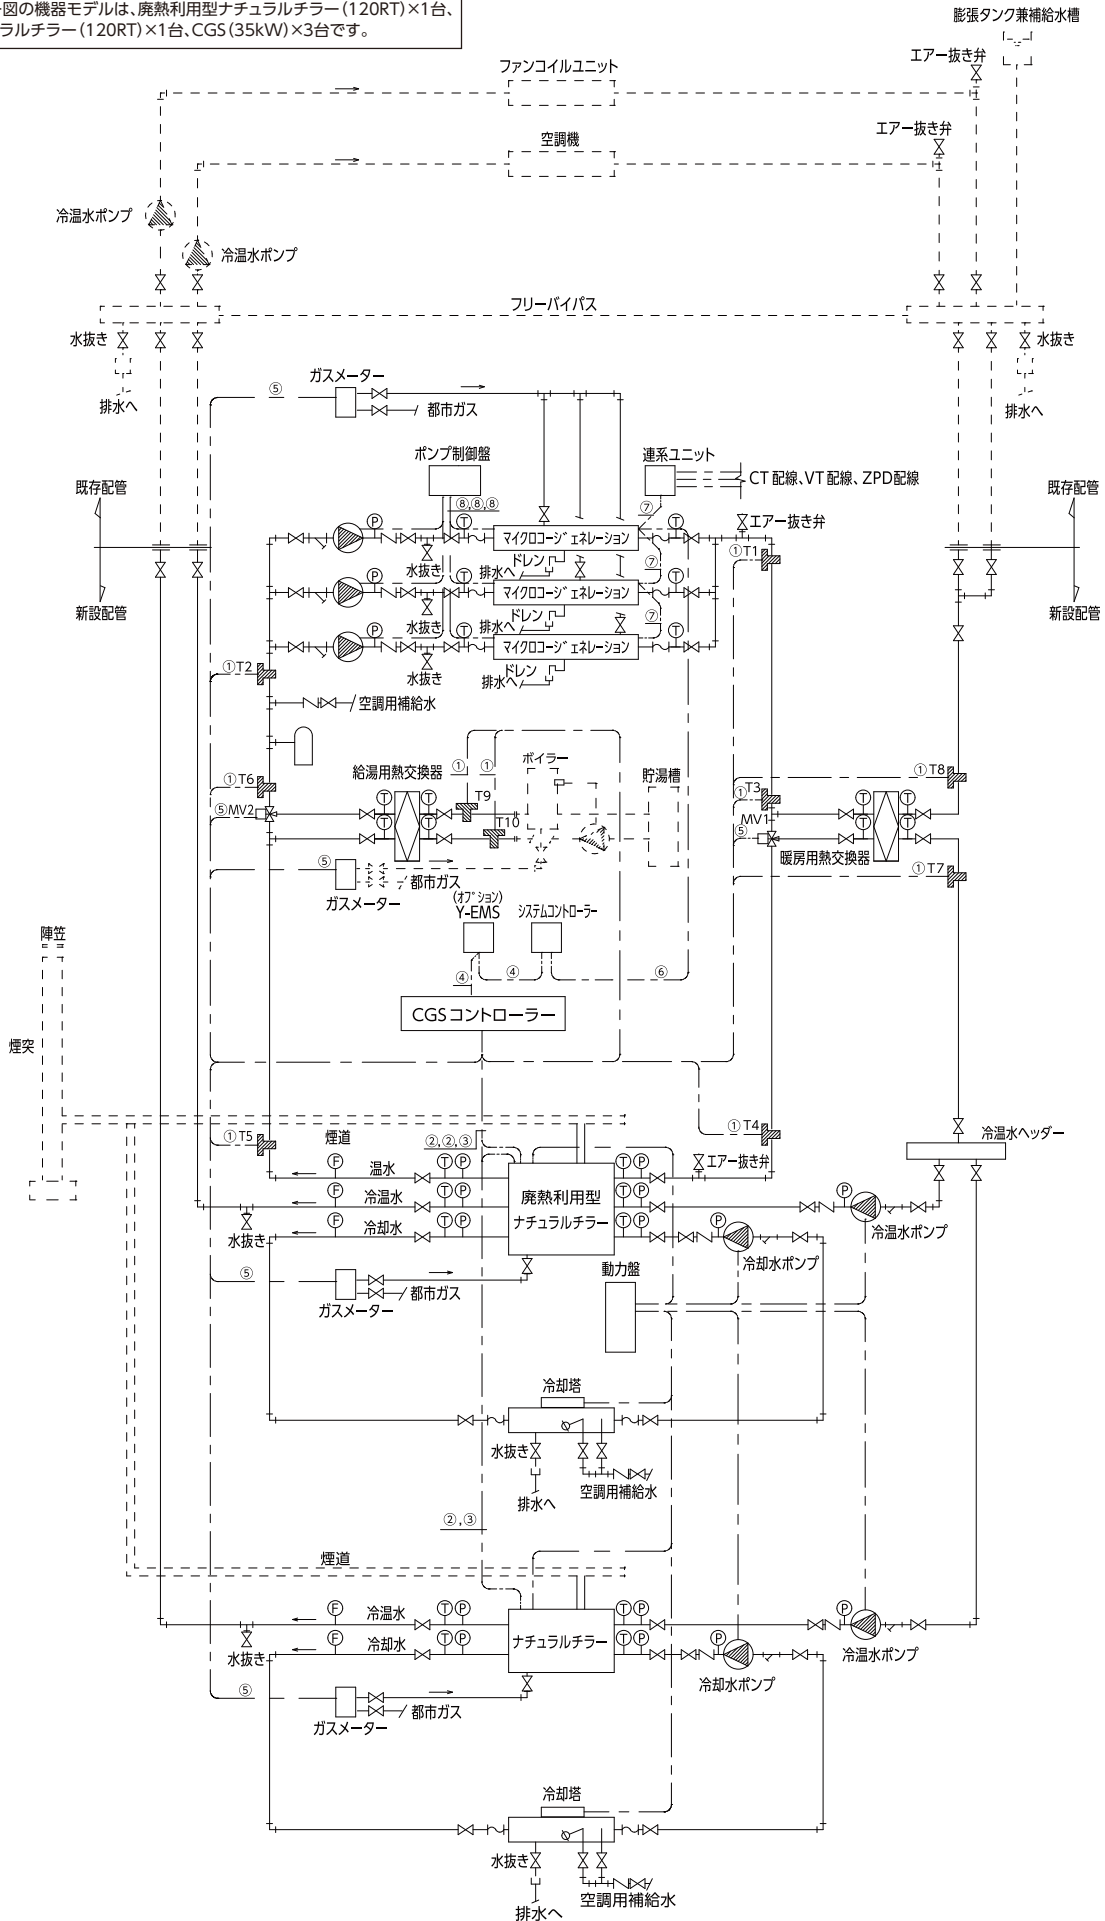 図の機器モデルは、廃熱利用型ナチュラルチラー(120RT)×1台、
ラルチラー(120RT)×1台、CGS(35kW)×3台です。
膨張タンク兼補給水槽
エアー抜き弁
ファンコイルユニット
エアー抜き弁
空調機
冷温水ポンプ
冷温水ポンプ
フリーバイパス
水抜き
水抜き
排水へ
排水へ
ガスメーター
⑤
都市ガス
ポンプ制御盤
連系ユニット
CT配線、VT配線、ZPD配線
既存配管
既存配管
⑧,⑧,⑧
⑦
P
T
T
エアー抜き弁
マイクロコージェネレーション
水抜き
ドレン
排水へ
⑦
①T1
新設配管
新設配管
P
T
T
マイクロコージェネレーション
水抜き
ドレン
排水へ
⑦
P
T
T
マイクロコージェネレーション
水抜き
ドレン
排水へ
①T2
空調用補給水
ボイラー
給湯用熱交換器
①
①
貯湯槽
①T6
①T3
①T8
T9
T
T
T
T
⑤MV2
T
T
T
T
T10
MV1
⑤
暖房用熱交換器
⑤
都市ガス
ガスメーター
①T7
(オプション)
Y-EMS
システムコントローラー
陣笠
④
④
⑥
CGSコントローラー
煙突
①T5
煙道
②,②,③
①T4
冷温水ヘッダー
エアー抜き弁
F
温水
T
P
T
P
廃熱利用型
ナチュラルチラー
F
冷温水
T
P
T
P
P
冷温水ポンプ
水抜き
F
冷却水
T
P
T
P
P
冷却水ポンプ
⑤
都市ガス
ガスメーター
動力盤
冷却塔
水抜き
空調用補給水
排水へ
②,③
煙道
F
冷温水
T
P
T
P
P
冷温水ポンプ
ナチュラルチラー
F
冷却水
T
P
T
P
P
水抜き
冷却水ポンプ
⑤
都市ガス
ガスメーター
冷却塔
水抜き
空調用補給水
排水へ